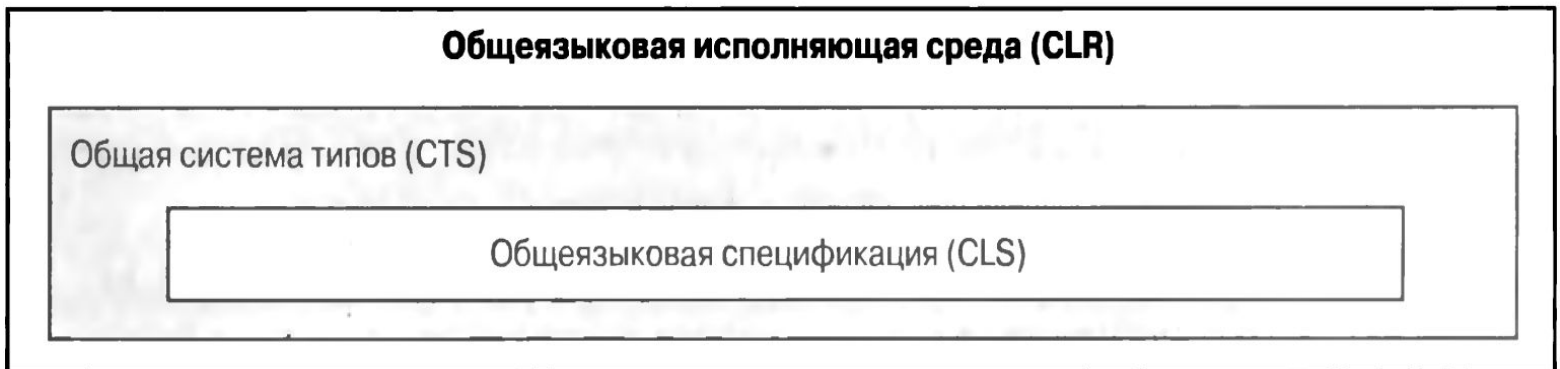 Общеязыковая исполняющая среда (CLR)
Общая система типов (CTS)
Общеязыковая спецификация (CLS)